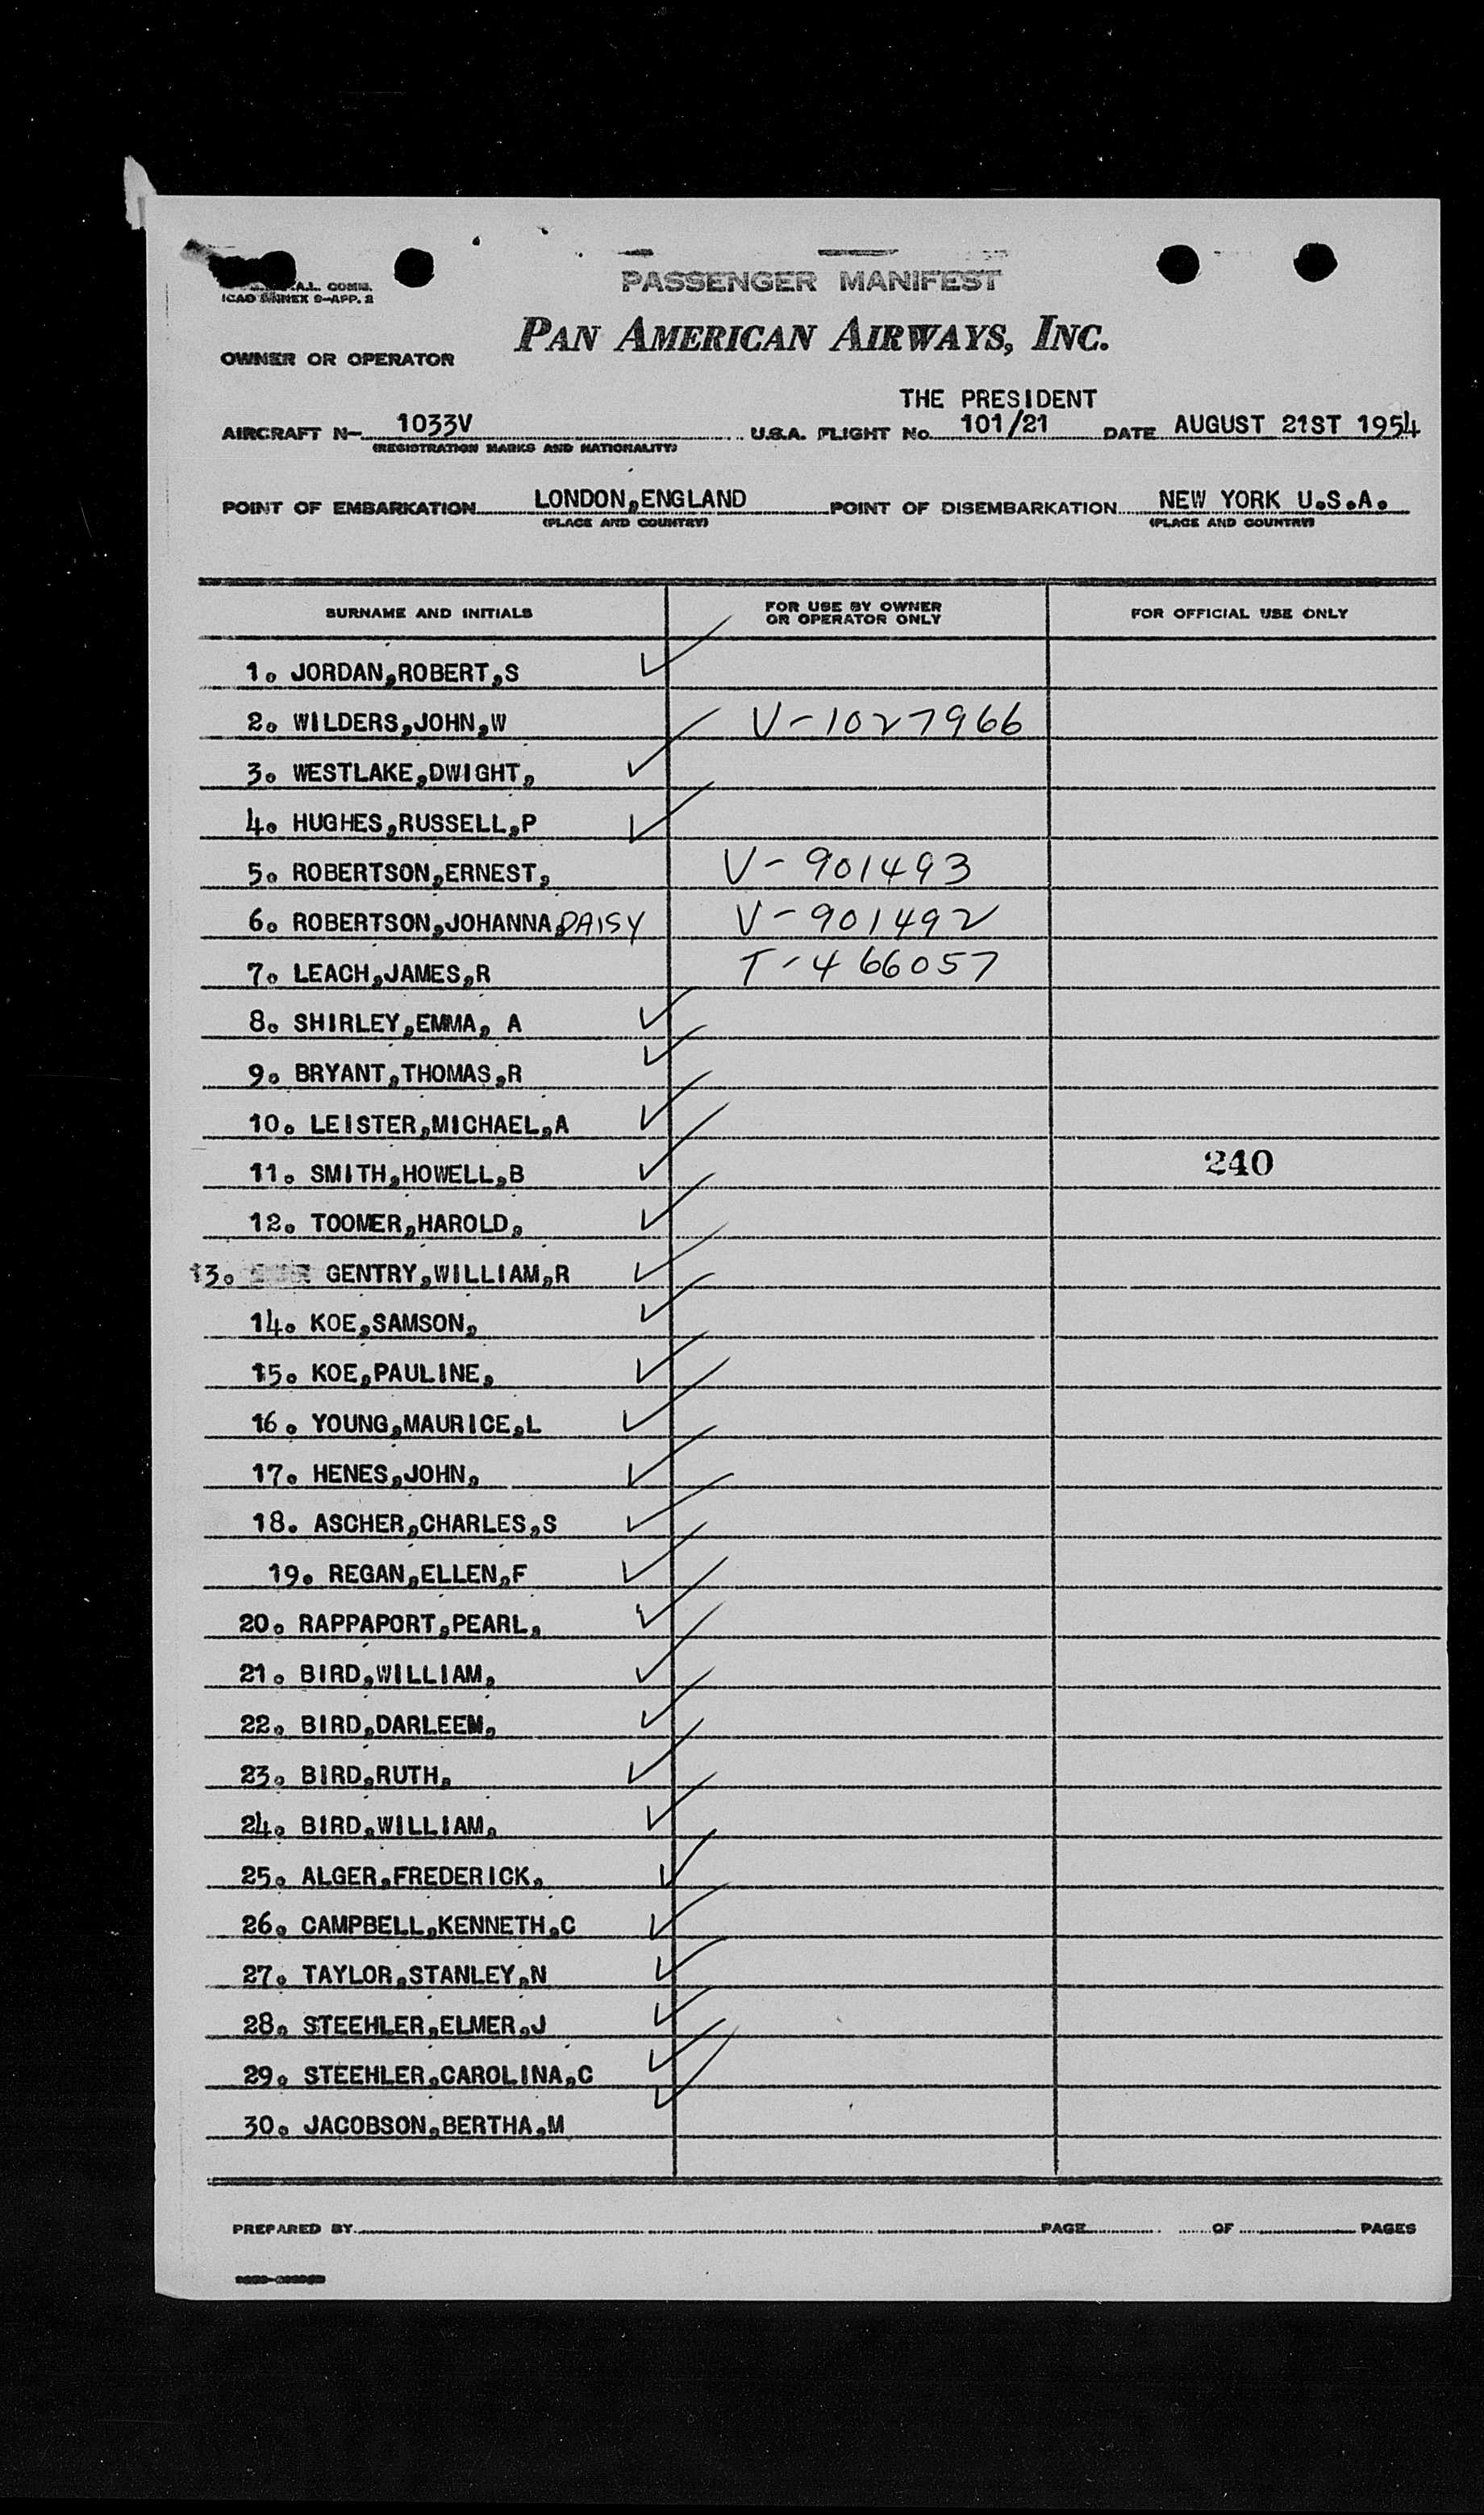 PASSENGER MANIFEST
A.L. COMM.
ICAO ANNEX 9-APP. 2
PAN AMERICAN AIRWAYS, INC.
OWNER OR OPERATOR
THE PRESIDENT
AIRCRAFT N- 1033V U.S.A. FLIGHT No. 101/21 DATE AUGUST 21ST 1954
(REGISTRATION MARKS AND NATIONALITY)
POINT OF EMBARKATION LONDON,ENGLAND POINT OF DISEMBARKATION NEW YORK U.S.A.
(PLACE AND COUNTRY) (PLACE AND COUNTRY)
SURNAME AND INITIALS FOR USE BY OWNER OR OPERATOR ONLY FOR OFFICIAL USE ONLY
1. JORDAN,ROBERT,S ✓
2. WILDERS,JOHN,W V-1027966
3. WESTLAKE,DWIGHT, ✓
4. HUGHES,RUSSELL,P ✓
5. ROBERTSON,ERNEST, V-901493
6. ROBERTSON,JOHANNA,DAISY V-901492
7. LEACH,JAMES,R T-466057
8. SHIRLEY,EMMA, A ✓
9. BRYANT,THOMAS,R ✓
10. LEISTER,MICHAEL,A ✓
11. SMITH,HOWELL,B ✓ 240
12. TOOMER,HAROLD, ✓
13. GENTRY,WILLIAM,R ✓
14. KOE,SAMSON, ✓
15. KOE,PAULINE, ✓
16. YOUNG,MAURICE,L ✓
17. HENES,JOHN, ✓
18. ASCHER,CHARLES,S ✓
19. REGAN,ELLEN,F ✓
20. RAPPAPORT,PEARL, ✓
21. BIRD,WILLIAM, ✓
22. BIRD,DARLEEM, ✓
23. BIRD,RUTH, ✓
24. BIRD,WILLIAM, ✓
25. ALGER,FREDERICK, ✓
26. CAMPBELL,KENNETH,C ✓
27. TAYLOR,STANLEY,N ✓
28. STEEHLER,ELMER,J ✓
29. STEEHLER,CAROLINA,C ✓
30. JACOBSON,BERTHA,M ✓
PREPARED BY PAGE OF PAGES